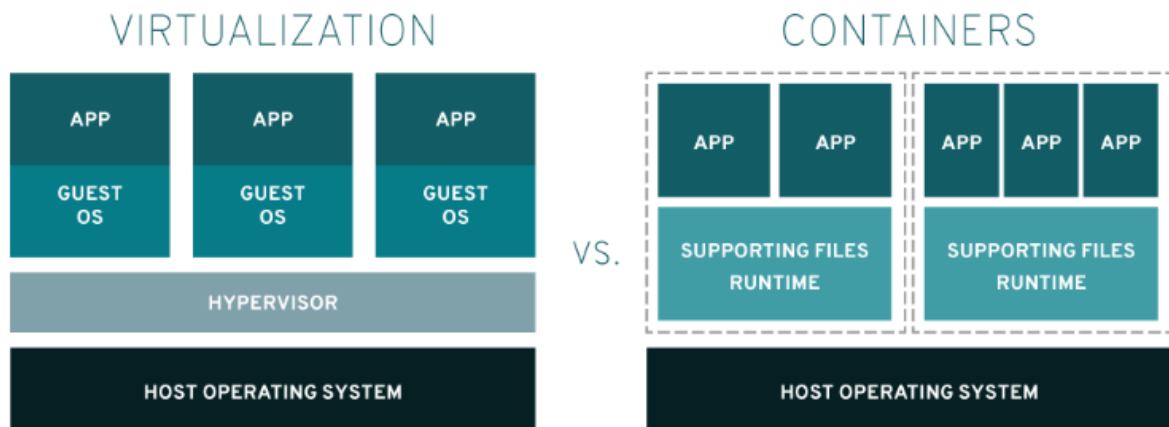 VIRTUALIZATION
APP
APP
APP
GUEST
OS
GUEST
OS
GUEST
OS
HYPERVISOR
HOST OPERATING SYSTEM
VS.
CONTAINERS
APP
APP
SUPPORTING FILES
RUNTIME
APP
APP
APP
SUPPORTING FILES
RUNTIME
HOST OPERATING SYSTEM